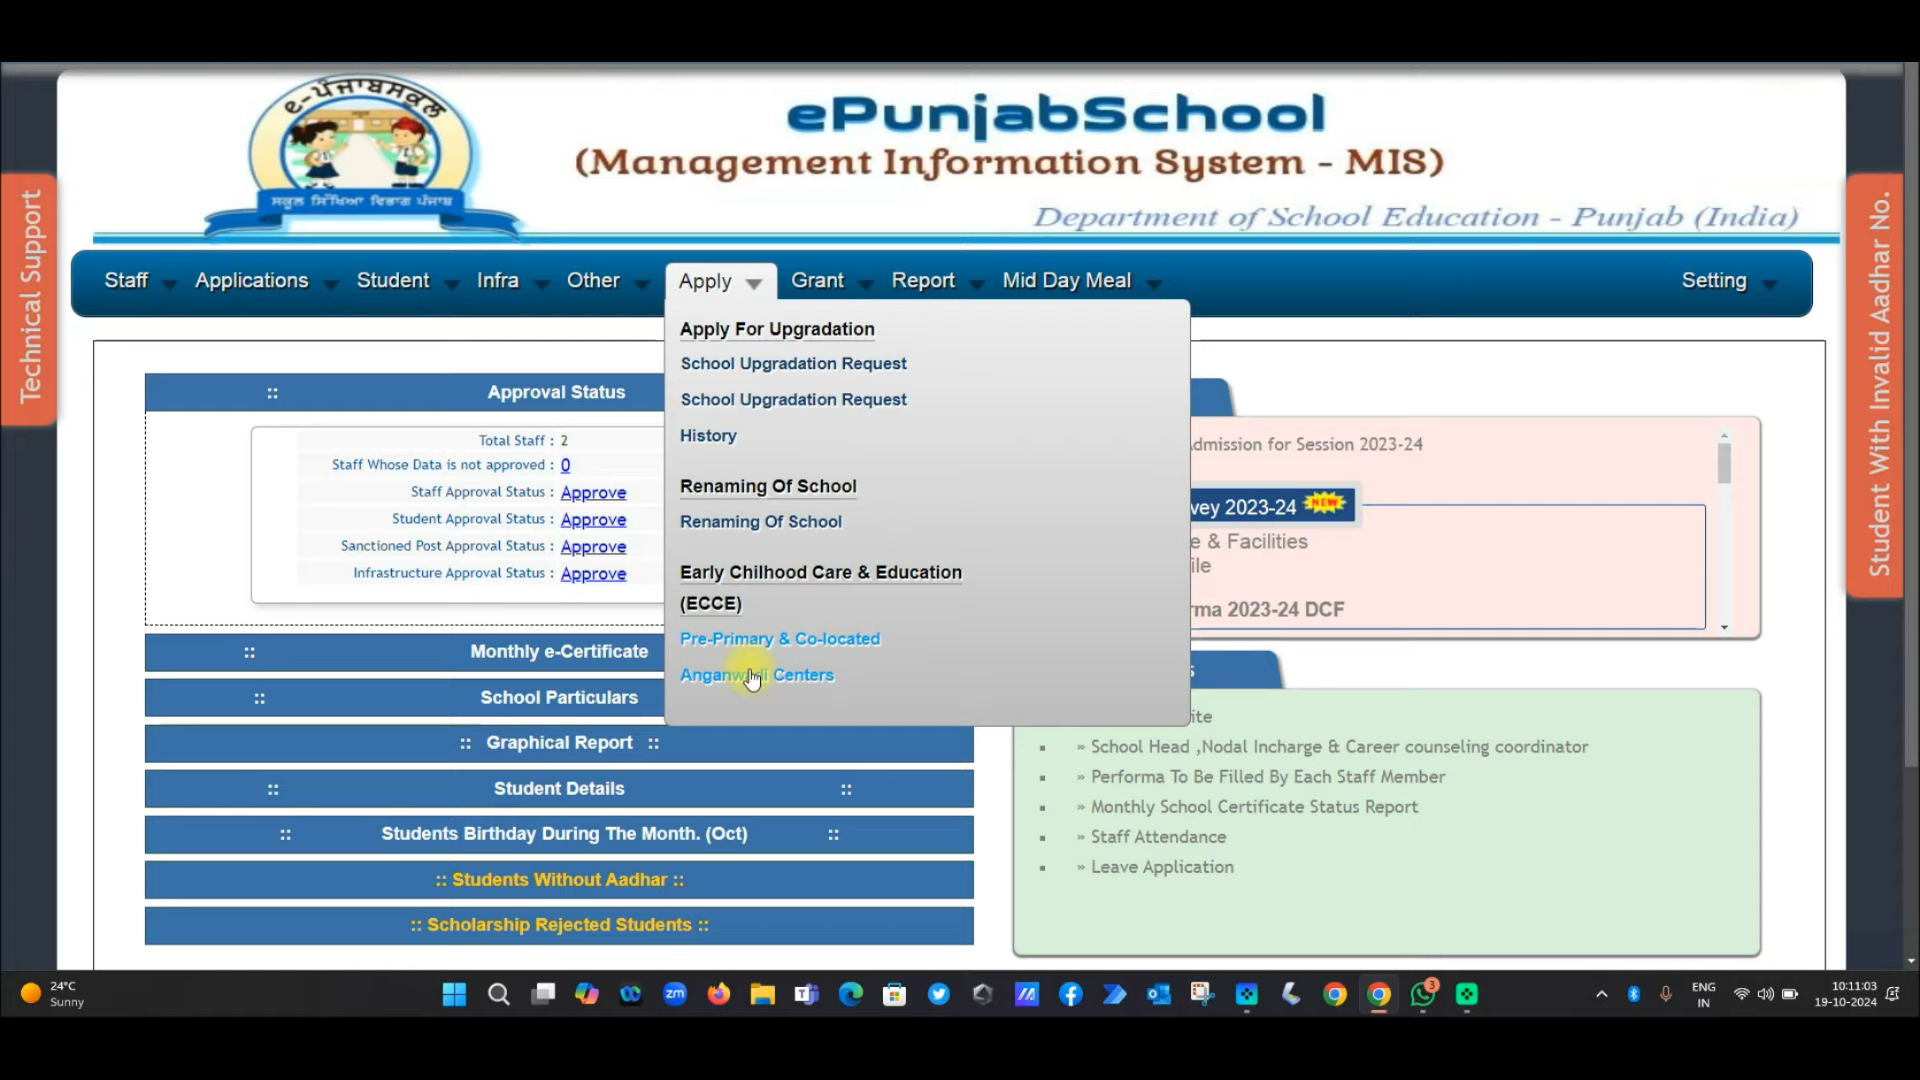 e-ਪੰਜਾਬਸਕੂਲ
ਸਕੂਲ ਸਿੱਖਿਆ ਵਿਭਾਗ ਪੰਜਾਬ
ePunjabSchool
(Management Information System - MIS)
Department of School Education - Punjab (India)
Technical Support
Student With Invalid Aadhar No.
Staff Applications Student Infra Other Apply Grant Report Mid Day Meal Setting
Apply For Upgradation
School Upgradation Request
School Upgradation Request
History
Renaming Of School
Renaming Of School
Early Chilhood Care & Education
(ECCE)
Pre-Primary & Co-located
Anganwadi Centers
:: Approval Status
Total Staff : 2
Staff Whose Data is not approved : 0
Staff Approval Status : Approve
Student Approval Status : Approve
Sanctioned Post Approval Status : Approve
Infrastructure Approval Status : Approve
:: Monthly e-Certificate
:: School Particulars
:: Graphical Report ::
:: Student Details ::
:: Students Birthday During The Month. (Oct) ::
:: Students Without Aadhar ::
:: Scholarship Rejected Students ::
dmission for Session 2023-24
vey 2023-24 NEW
e & Facilities
ile
rma 2023-24 DCF
s
ite
» School Head ,Nodal Incharge & Career counseling coordinator
» Performa To Be Filled By Each Staff Member
» Monthly School Certificate Status Report
» Staff Attendance
» Leave Application
24°C
Sunny
zm
3
ENG
IN
10:11:03
19-10-2024